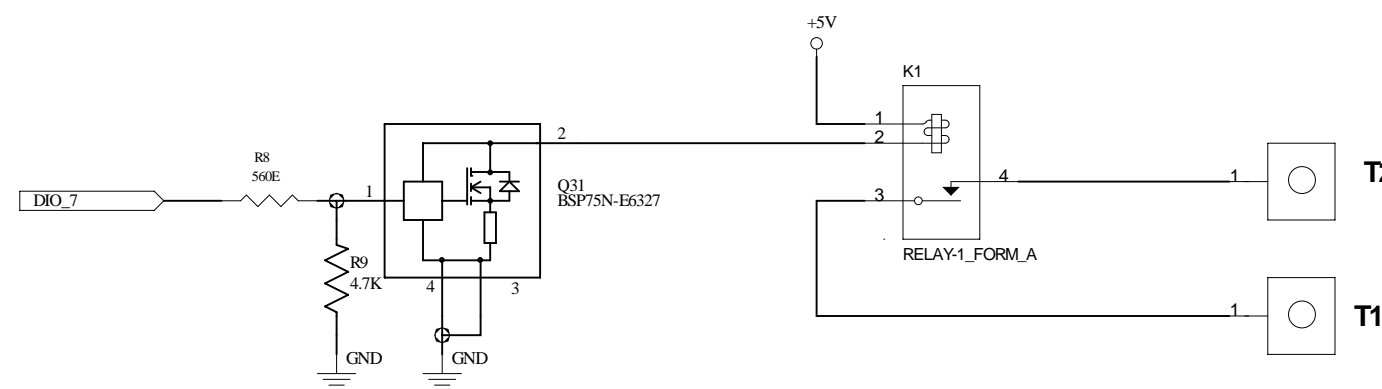 +5V
K1
1
2
2
R8
560E
1
Q31
BSP75N-E6327
DIO_7
3
4
1
RELAY-1_FORM_A
R9
4.7K
4
3
1
T1
GND
GND